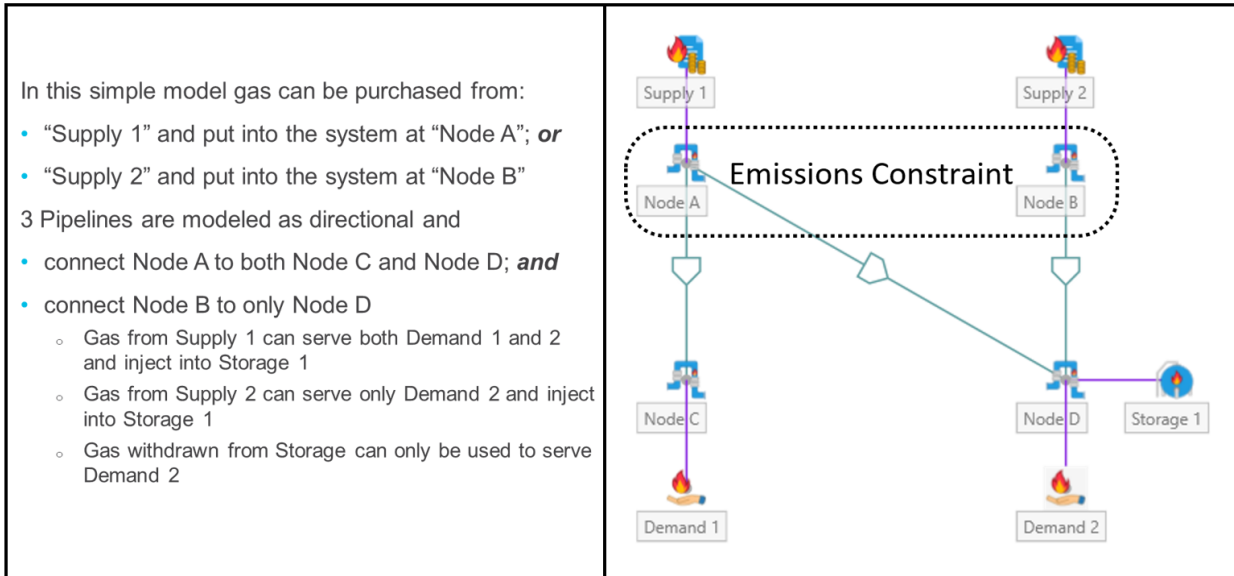 In this simple model gas can be purchased from:
• “Supply 1” and put into the system at “Node A”; or
• “Supply 2” and put into the system at “Node B”
3 Pipelines are modeled as directional and
• connect Node A to both Node C and Node D; and
• connect Node B to only Node D
○ Gas from Supply 1 can serve both Demand 1 and 2
and inject into Storage 1
○ Gas from Supply 2 can serve only Demand 2 and inject
into Storage 1
○ Gas withdrawn from Storage can only be used to serve
Demand 2
Supply 1
Supply 2
Emissions Constraint
Node A
Node B
Node C
Node D
Storage 1
Demand 1
Demand 2